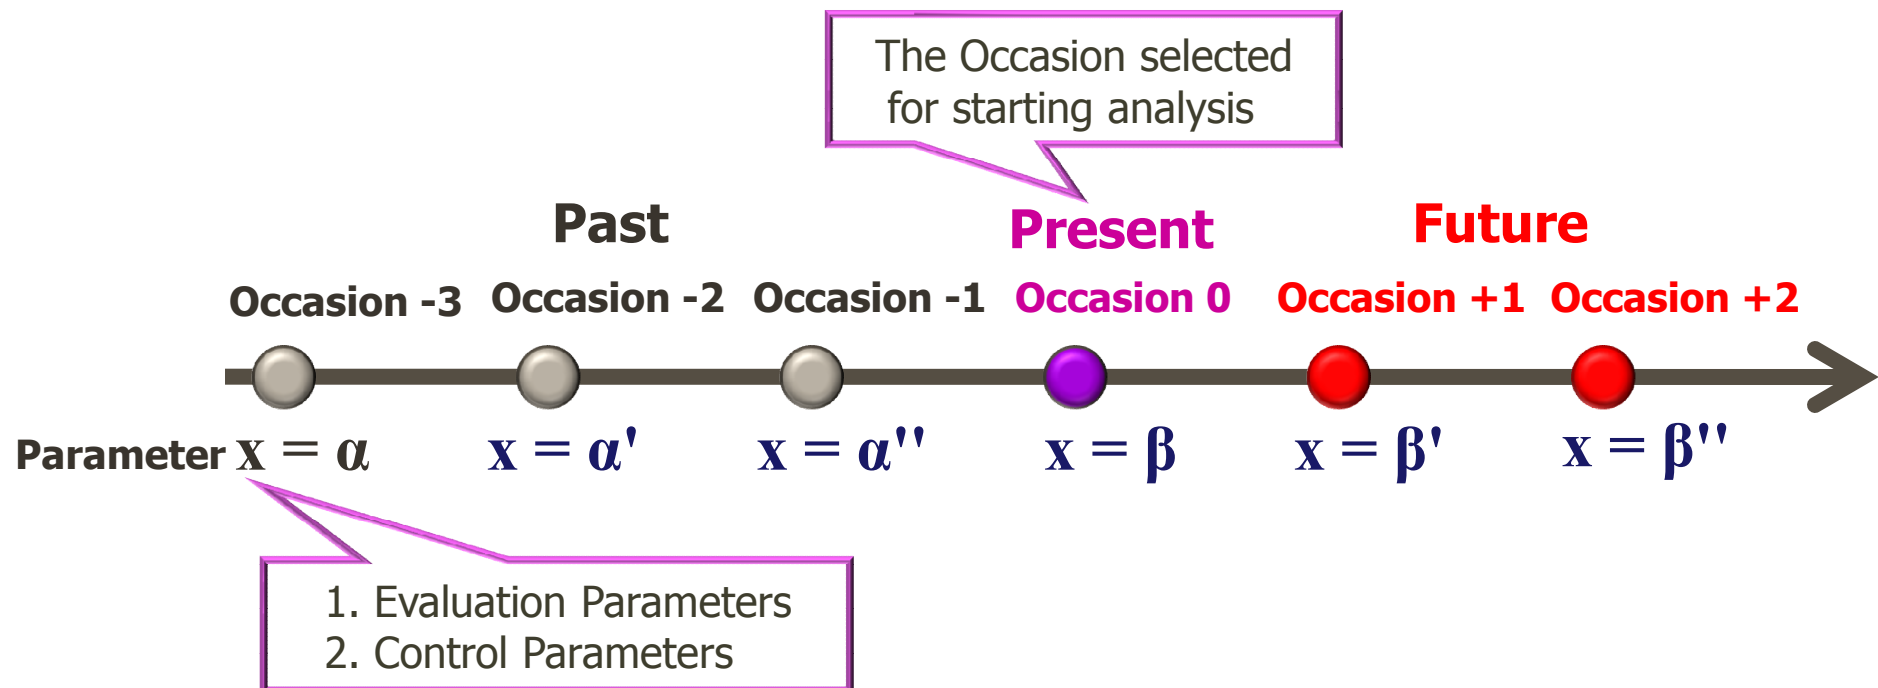 The Occasion selected
for starting analysis
Past Present Future
Occasion -3 Occasion -2 Occasion -1 Occasion 0 Occasion +1 Occasion +2
Parameter x = α x = α' x = α'' x = β x = β' x = β''
1. Evaluation Parameters
2. Control Parameters